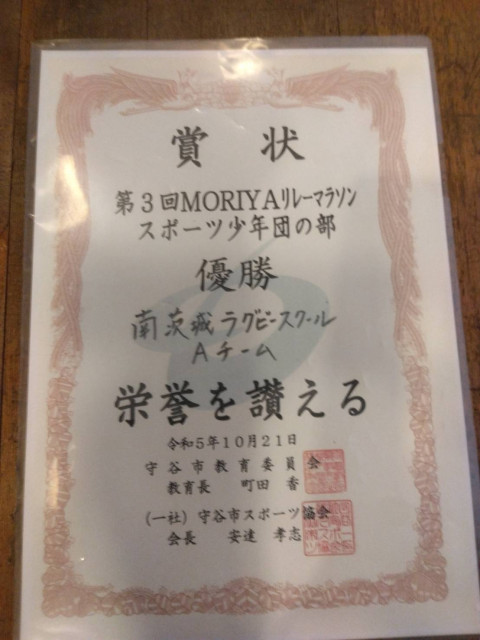 賞状
第3回MORIYAリレーマラソン
スポーツ少年団の部
優勝
南茨城ラグビースクール
Aチーム
栄誉を讃える
令和5年10月21日
守谷市教育委員会
教育長 町田 香
(一社)守谷市スポーツ協会
会長 安達 孝志